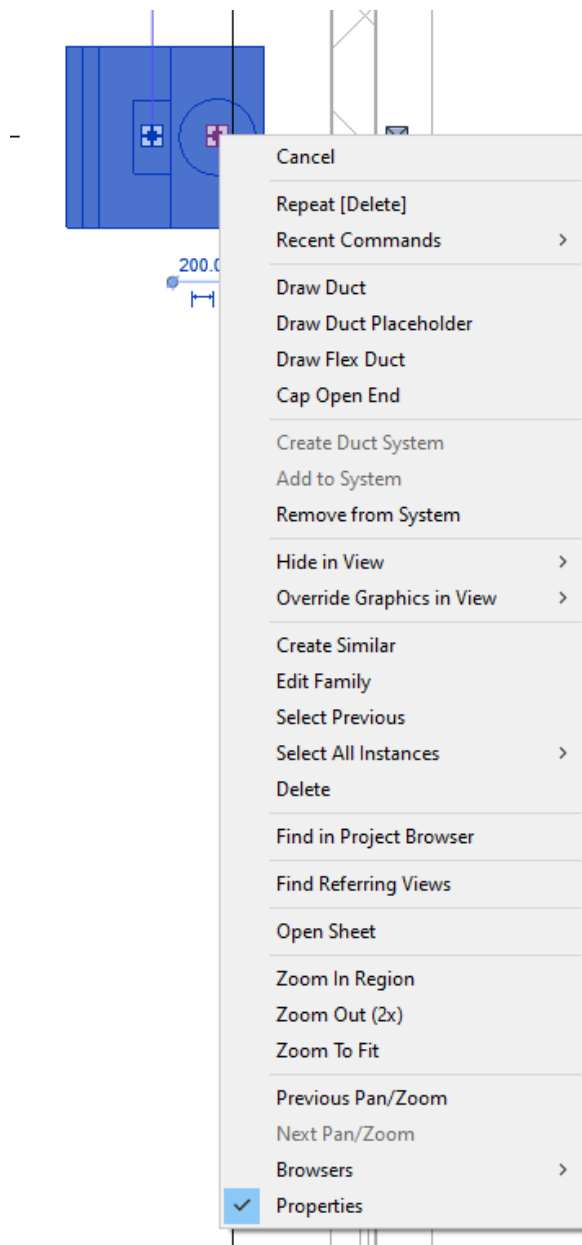 Cancel
Repeat [Delete]
Recent Commands
200.0
Draw Duct
Draw Duct Placeholder
Draw Flex Duct
Cap Open End
Create Duct System
Add to System
Remove from System
Hide in View
Override Graphics in View
Create Similar
Edit Family
Select Previous
Select All Instances
Delete
Find in Project Browser
Find Referring Views
Open Sheet
Zoom In Region
Zoom Out (2x)
Zoom To Fit
Previous Pan/Zoom
Next Pan/Zoom
Browsers
Properties